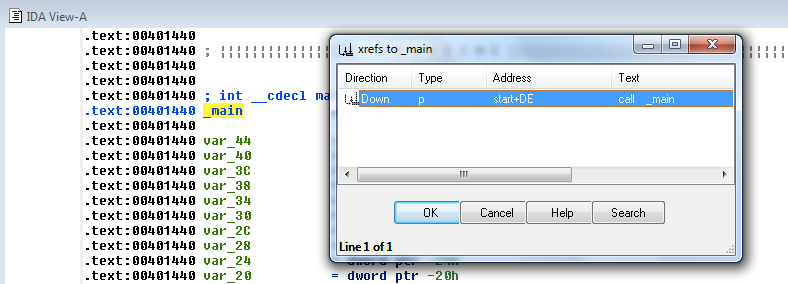 IDA View-A
.text:00401440
.text:00401440 ;
.text:00401440
.text:00401440
.text:00401440 ; int __cdecl ma
.text:00401440 _main
.text:00401440
.text:00401440 var_44
.text:00401440 var_40
.text:00401440 var_3C
.text:00401440 var_38
.text:00401440 var_34
.text:00401440 var_30
.text:00401440 var_2C
.text:00401440 var_28
.text:00401440 var_24 = dword ptr -24h
.text:00401440 var_20 = dword ptr -20h
xrefs to _main
Direction Type Address Text
Down p start+DE call _main
OK Cancel Help Search
Line 1 of 1